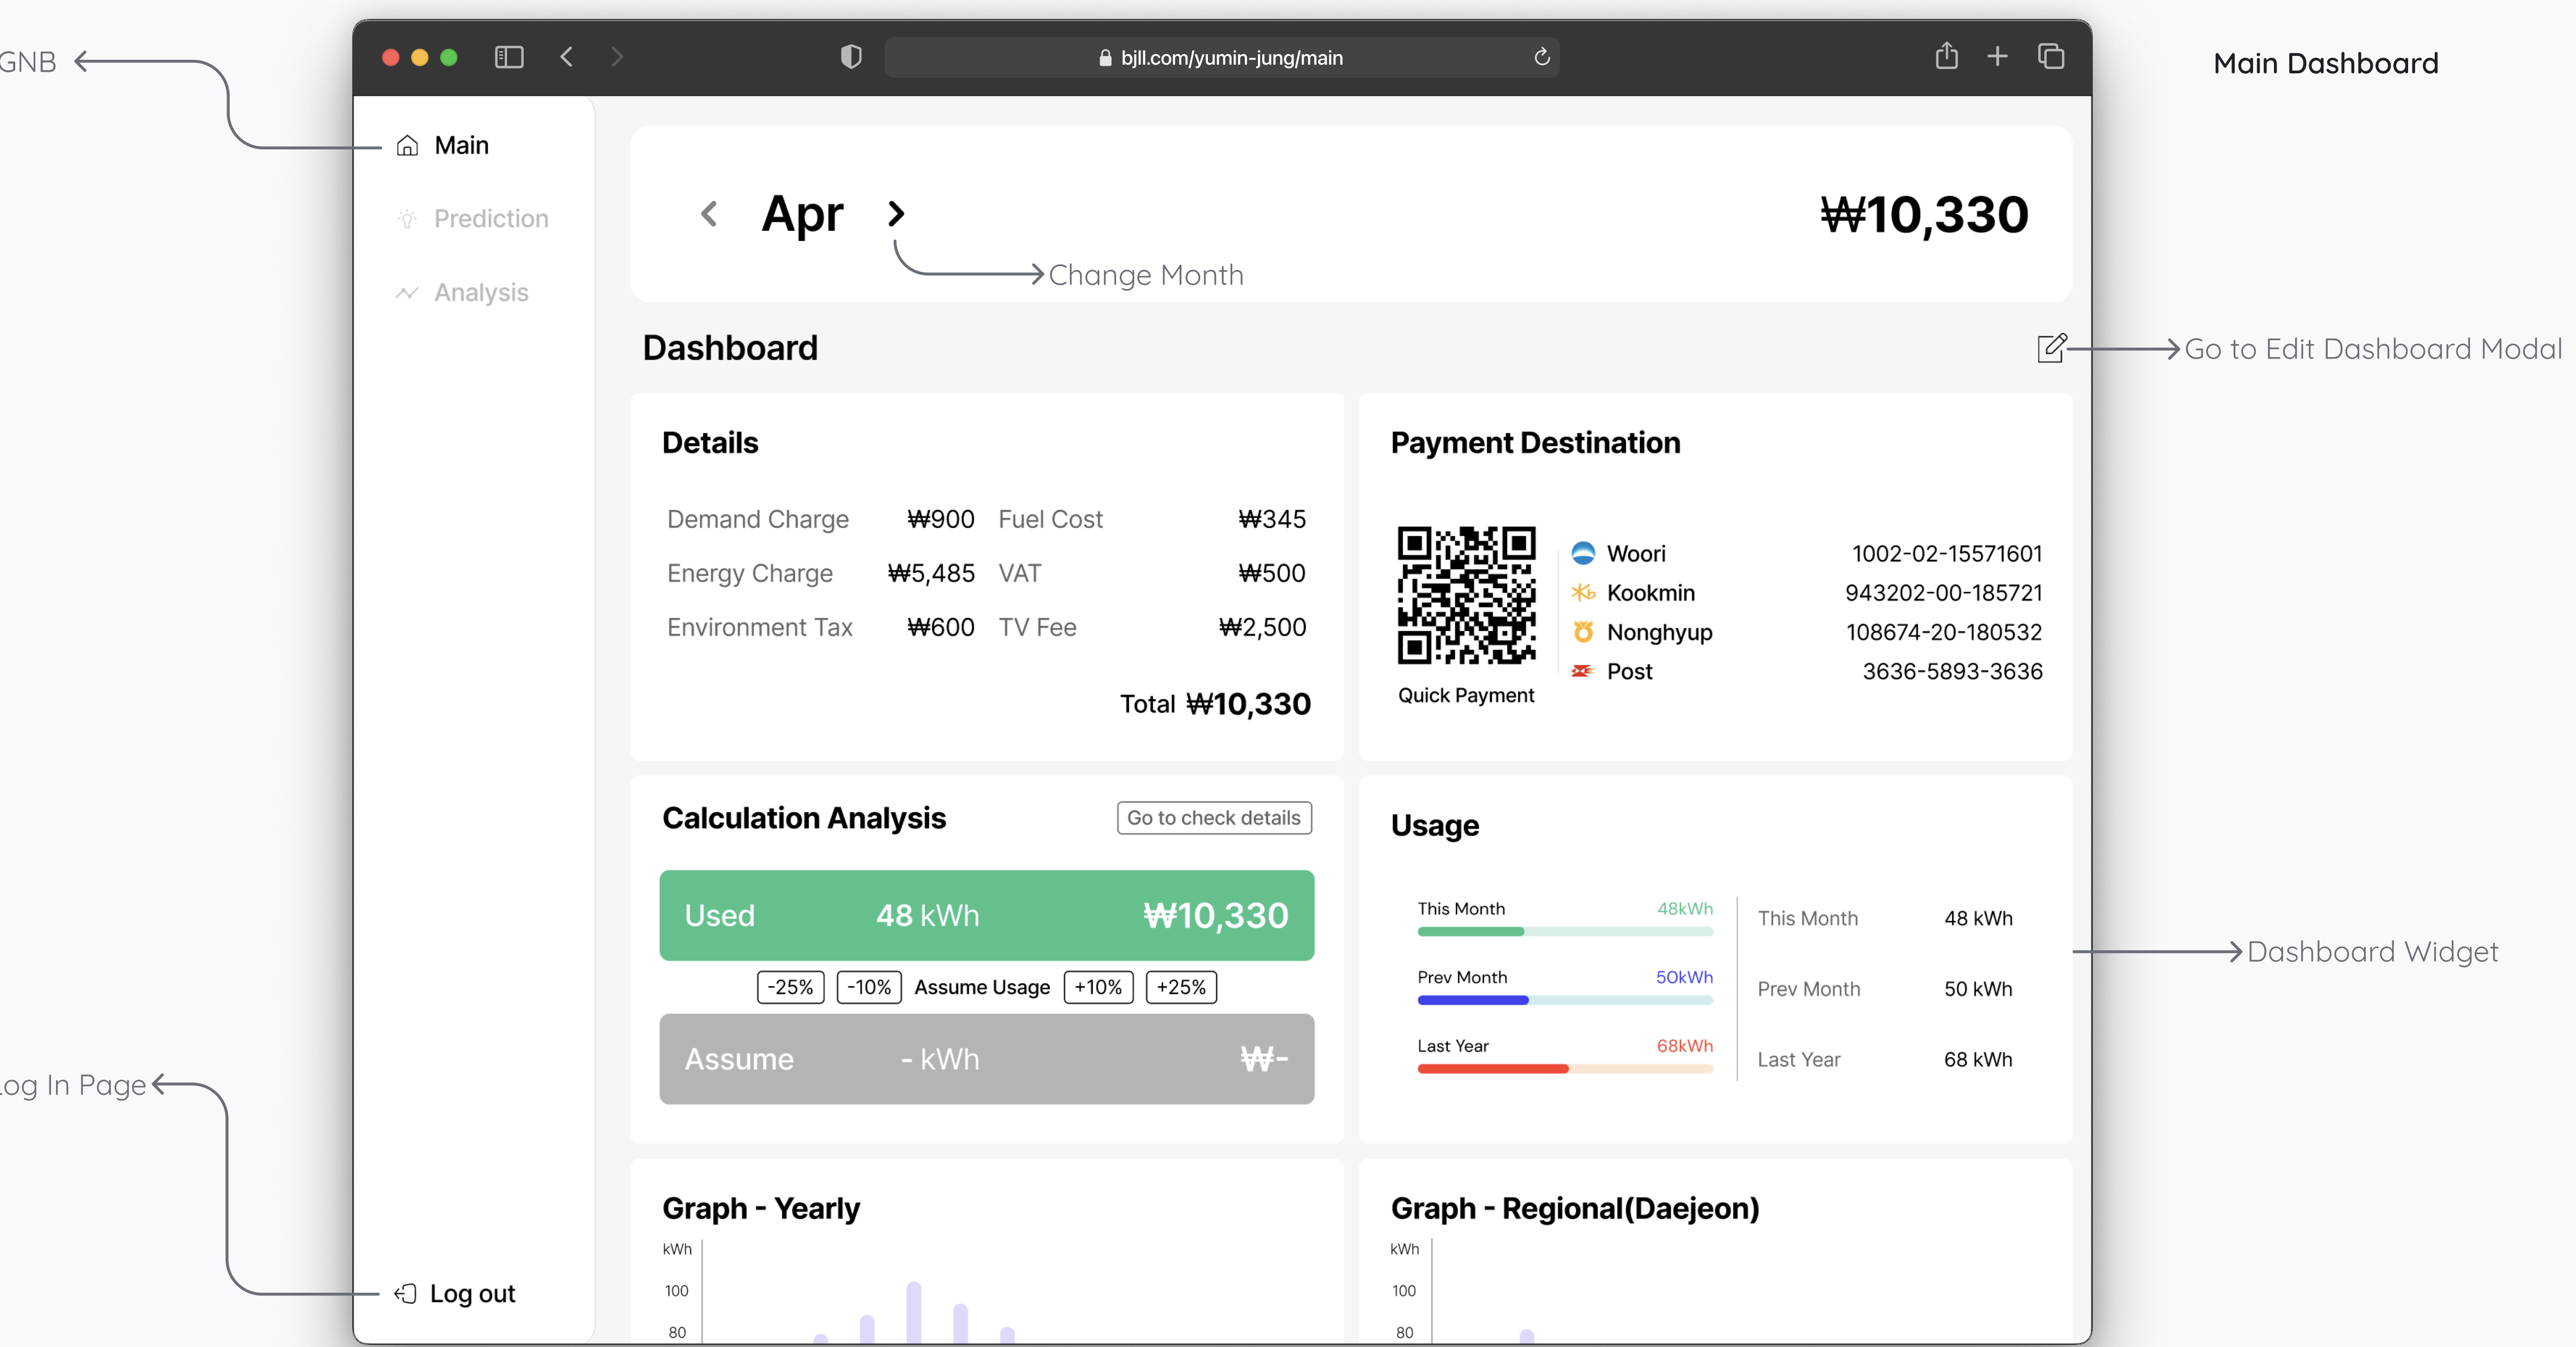 GNB
bjll.com/yumin-jung/main
Main Dashboard
Main
Prediction
Analysis
Apr
₩10,330
Change Month
Dashboard
Go to Edit Dashboard Modal
Details
Demand Charge ₩900 Fuel Cost ₩345
Energy Charge ₩5,485 VAT ₩500
Environment Tax ₩600 TV Fee ₩2,500
Total ₩10,330
Payment Destination
Quick Payment
Woori 1002-02-15571601
Kookmin 943202-00-185721
Nonghyup 108674-20-180532
Post 3636-5893-3636
Calculation Analysis
Go to check details
Used 48 kWh ₩10,330
-25% -10% Assume Usage +10% +25%
Assume - kWh ₩-
Usage
This Month 48kWh
Prev Month 50kWh
Last Year 68kWh
This Month 48 kWh
Prev Month 50 kWh
Last Year 68 kWh
Dashboard Widget
Log In Page
Graph - Yearly
kWh
100
80
Graph - Regional(Daejeon)
kWh
100
80
Log out